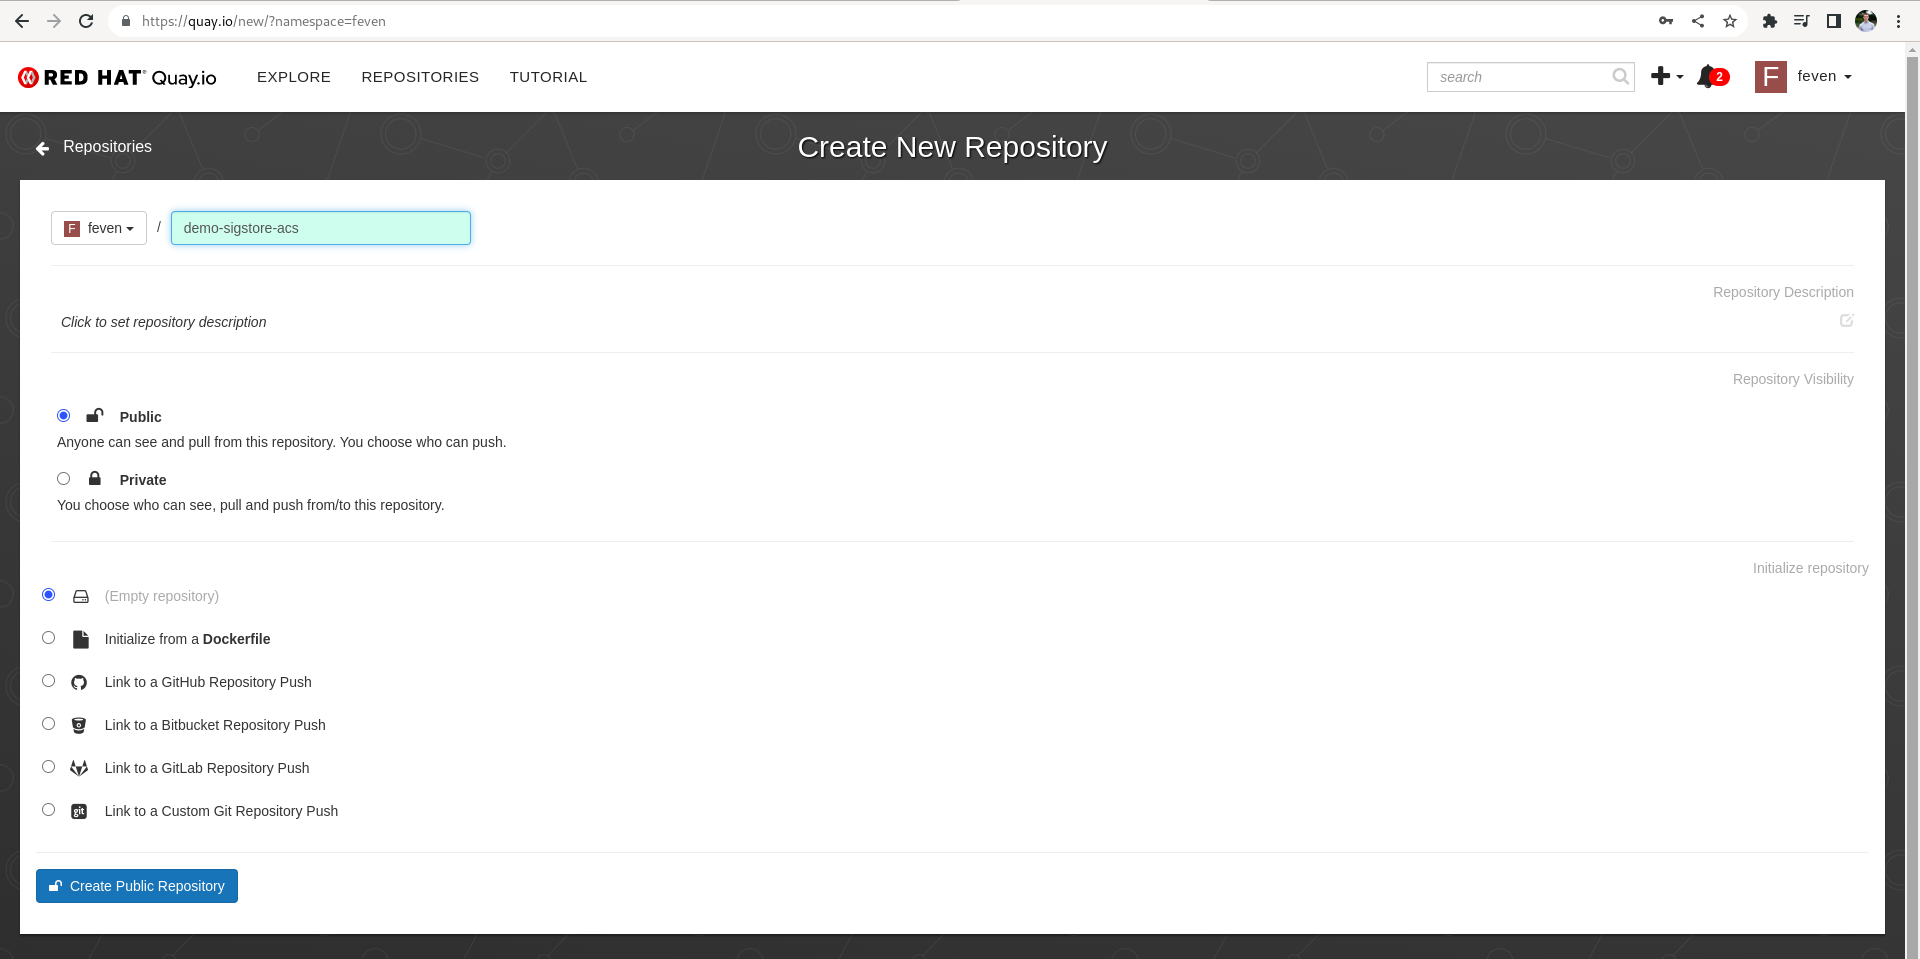 https://quay.io/new/?namespace=feven
RED HAT Quay.io EXPLORE REPOSITORIES TUTORIAL search 2 F feven
Repositories
Create New Repository
F feven / demo-sigstore-acs
Repository Description
Click to set repository description
Repository Visibility
Public
Anyone can see and pull from this repository. You choose who can push.
Private
You choose who can see, pull and push from/to this repository.
Initialize repository
(Empty repository)
Initialize from a Dockerfile
Link to a GitHub Repository Push
Link to a Bitbucket Repository Push
Link to a GitLab Repository Push
git Link to a Custom Git Repository Push
Create Public Repository